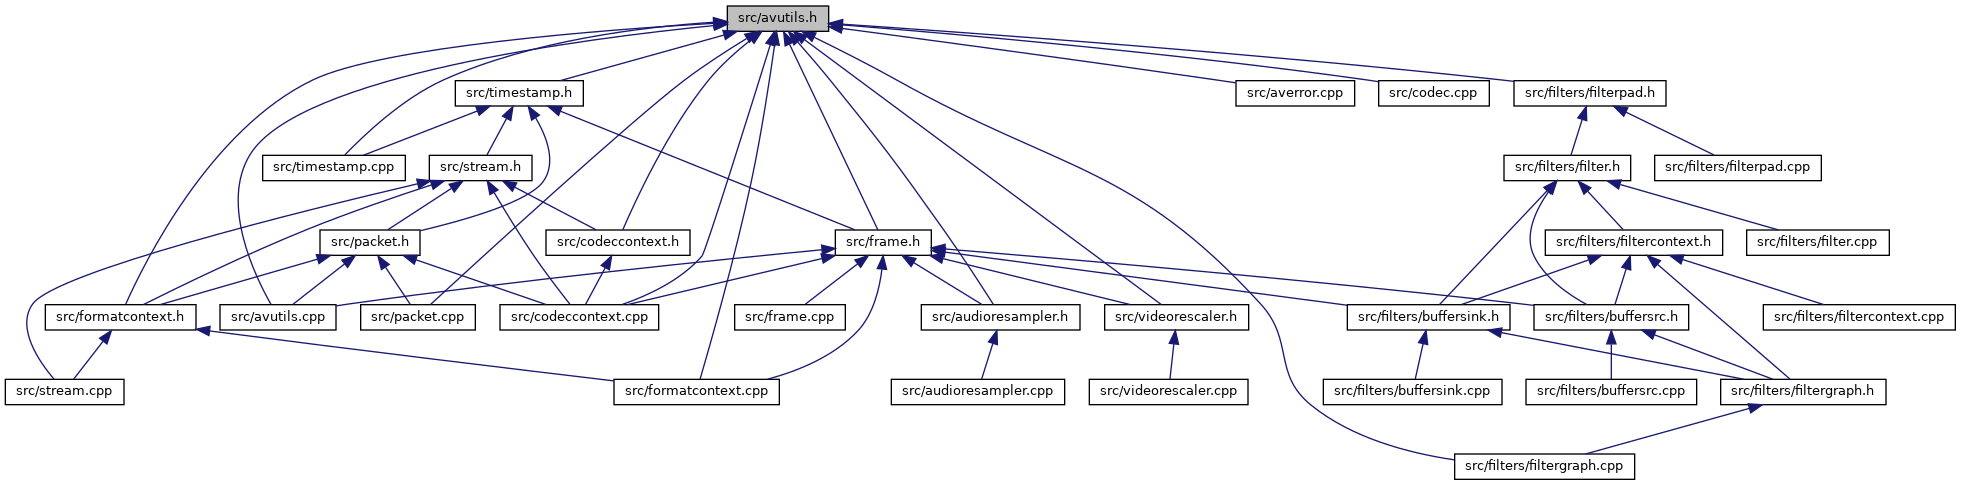 src/avutils.h
src/timestamp.h
src/averror.cpp
src/codec.cpp
src/filters/filterpad.h
src/timestamp.cpp
src/stream.h
src/filters/filter.h
src/filters/filterpad.cpp
src/packet.h
src/codeccontext.h
src/frame.h
src/filters/filtercontext.h
src/filters/filter.cpp
src/formatcontext.h
src/avutils.cpp
src/packet.cpp
src/codeccontext.cpp
src/frame.cpp
src/audioresampler.h
src/videorescaler.h
src/filters/buffersink.h
src/filters/buffersrc.h
src/filters/filtercontext.cpp
src/stream.cpp
src/formatcontext.cpp
src/audioresampler.cpp
src/videorescaler.cpp
src/filters/buffersink.cpp
src/filters/buffersrc.cpp
src/filters/filtergraph.h
src/filters/filtergraph.cpp